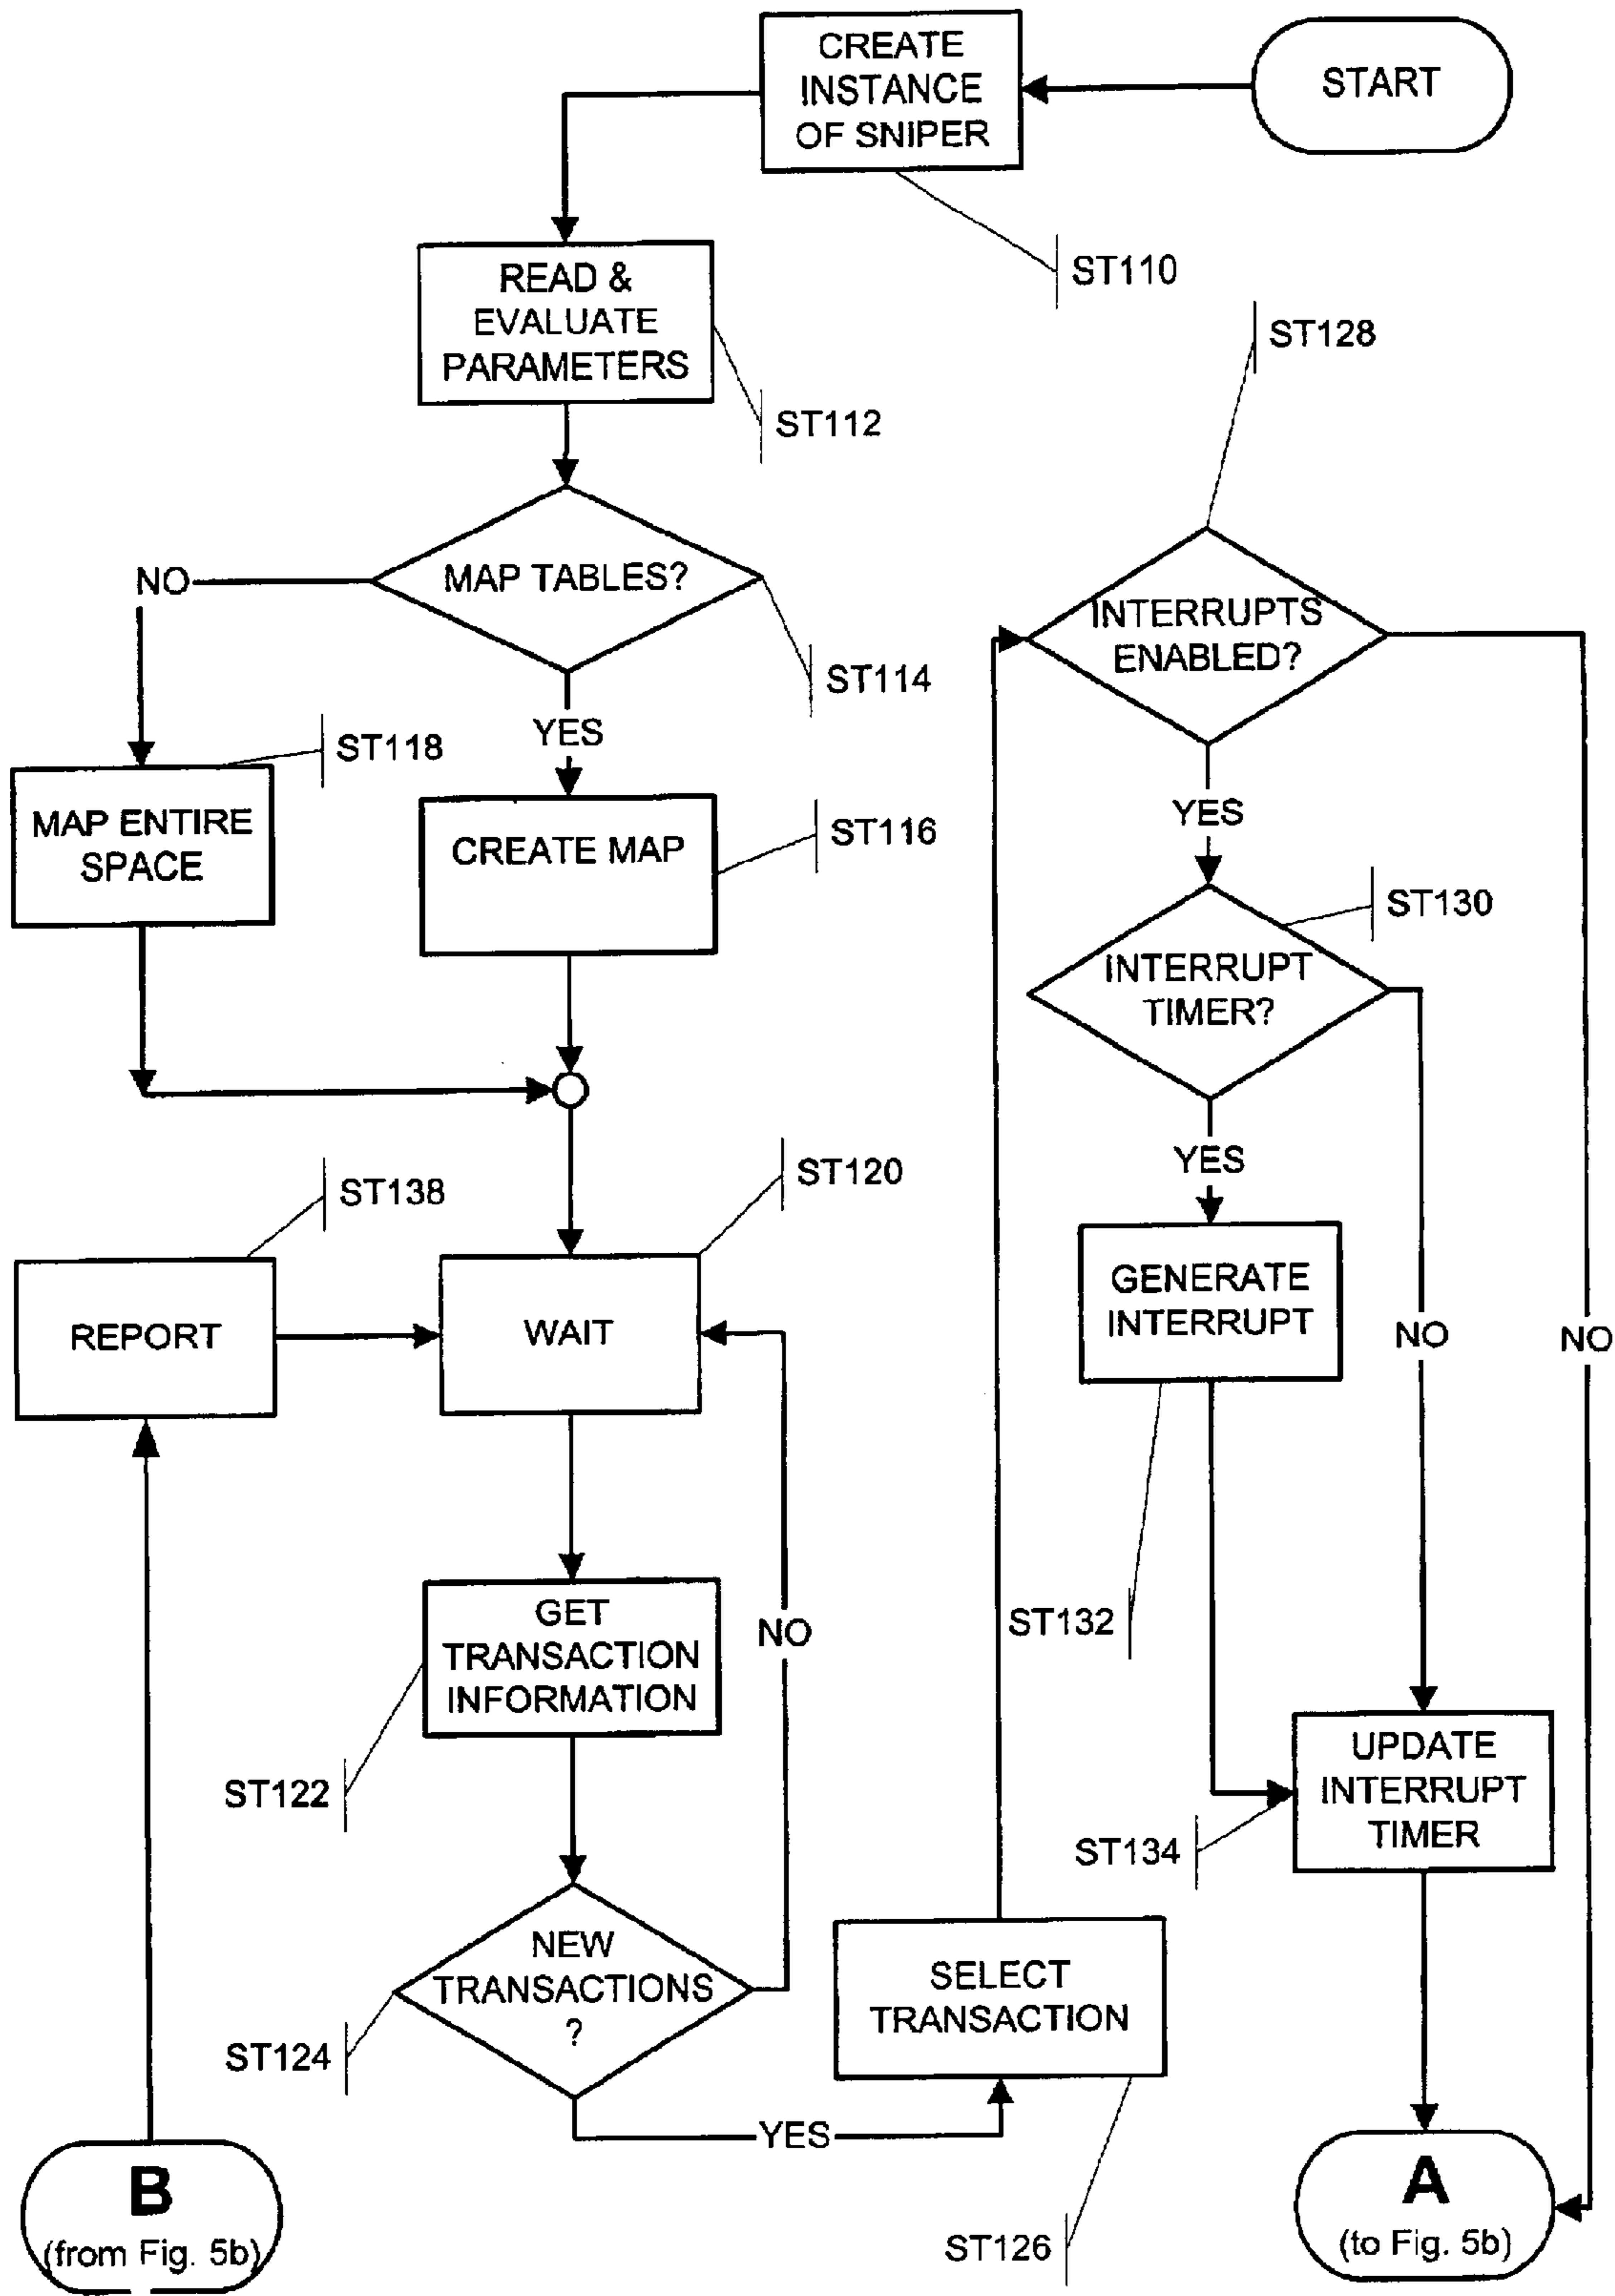 CREATE
INSTANCE
OF SNIPER
START
ST110
READ &
EVALUATE
PARAMETERS
ST112
ST128
MAP TABLES?
NO
ST114
YES
INTERRUPTS
ENABLED?
ST118
MAP ENTIRE
SPACE
CREATE MAP
ST116
YES
ST130
INTERRUPT
TIMER?
YES
ST138
ST120
REPORT
WAIT
GENERATE
INTERRUPT
NO
NO
GET
TRANSACTION
INFORMATION
NO
ST122
ST132
UPDATE
INTERRUPT
TIMER
ST134
NEW
TRANSACTIONS
?
ST124
SELECT
TRANSACTION
YES
ST126
B
(from Fig. 5b)
A
(to Fig. 5b)